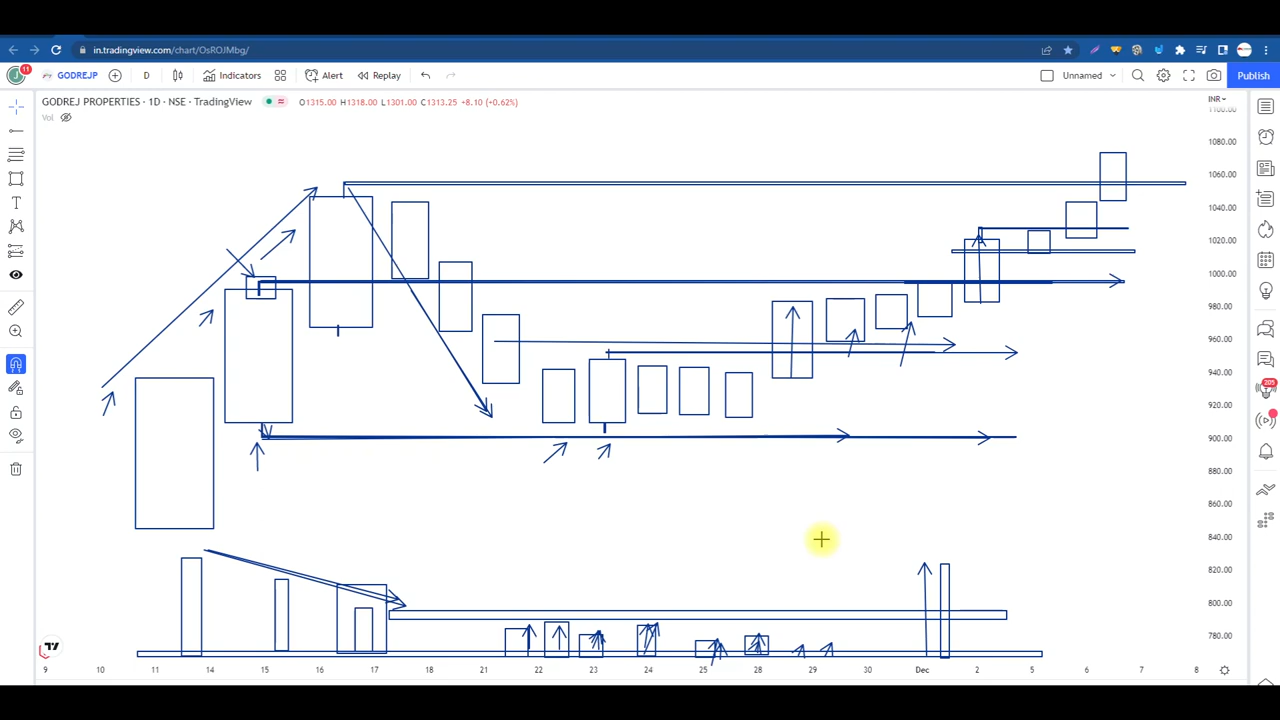 in.tradingview.com/chart/OsROJMbg/
J
11
GODREJP
D
Indicators
Alert
Replay
Unnamed
Publish
GODREJ PROPERTIES · 1D · NSE · TradingView
O1315.00 H1318.00 L1301.00 C1313.25 +8.10 (+0.62%)
INR
Vol
1100.00
1080.00
1060.00
1040.00
1020.00
1000.00
980.00
960.00
940.00
920.00
900.00
880.00
860.00
840.00
820.00
800.00
780.00
205
9 10 11 14 15 16 17 18 21 22 23 24 25 28 29 30 Dec 2 5 6 7 8